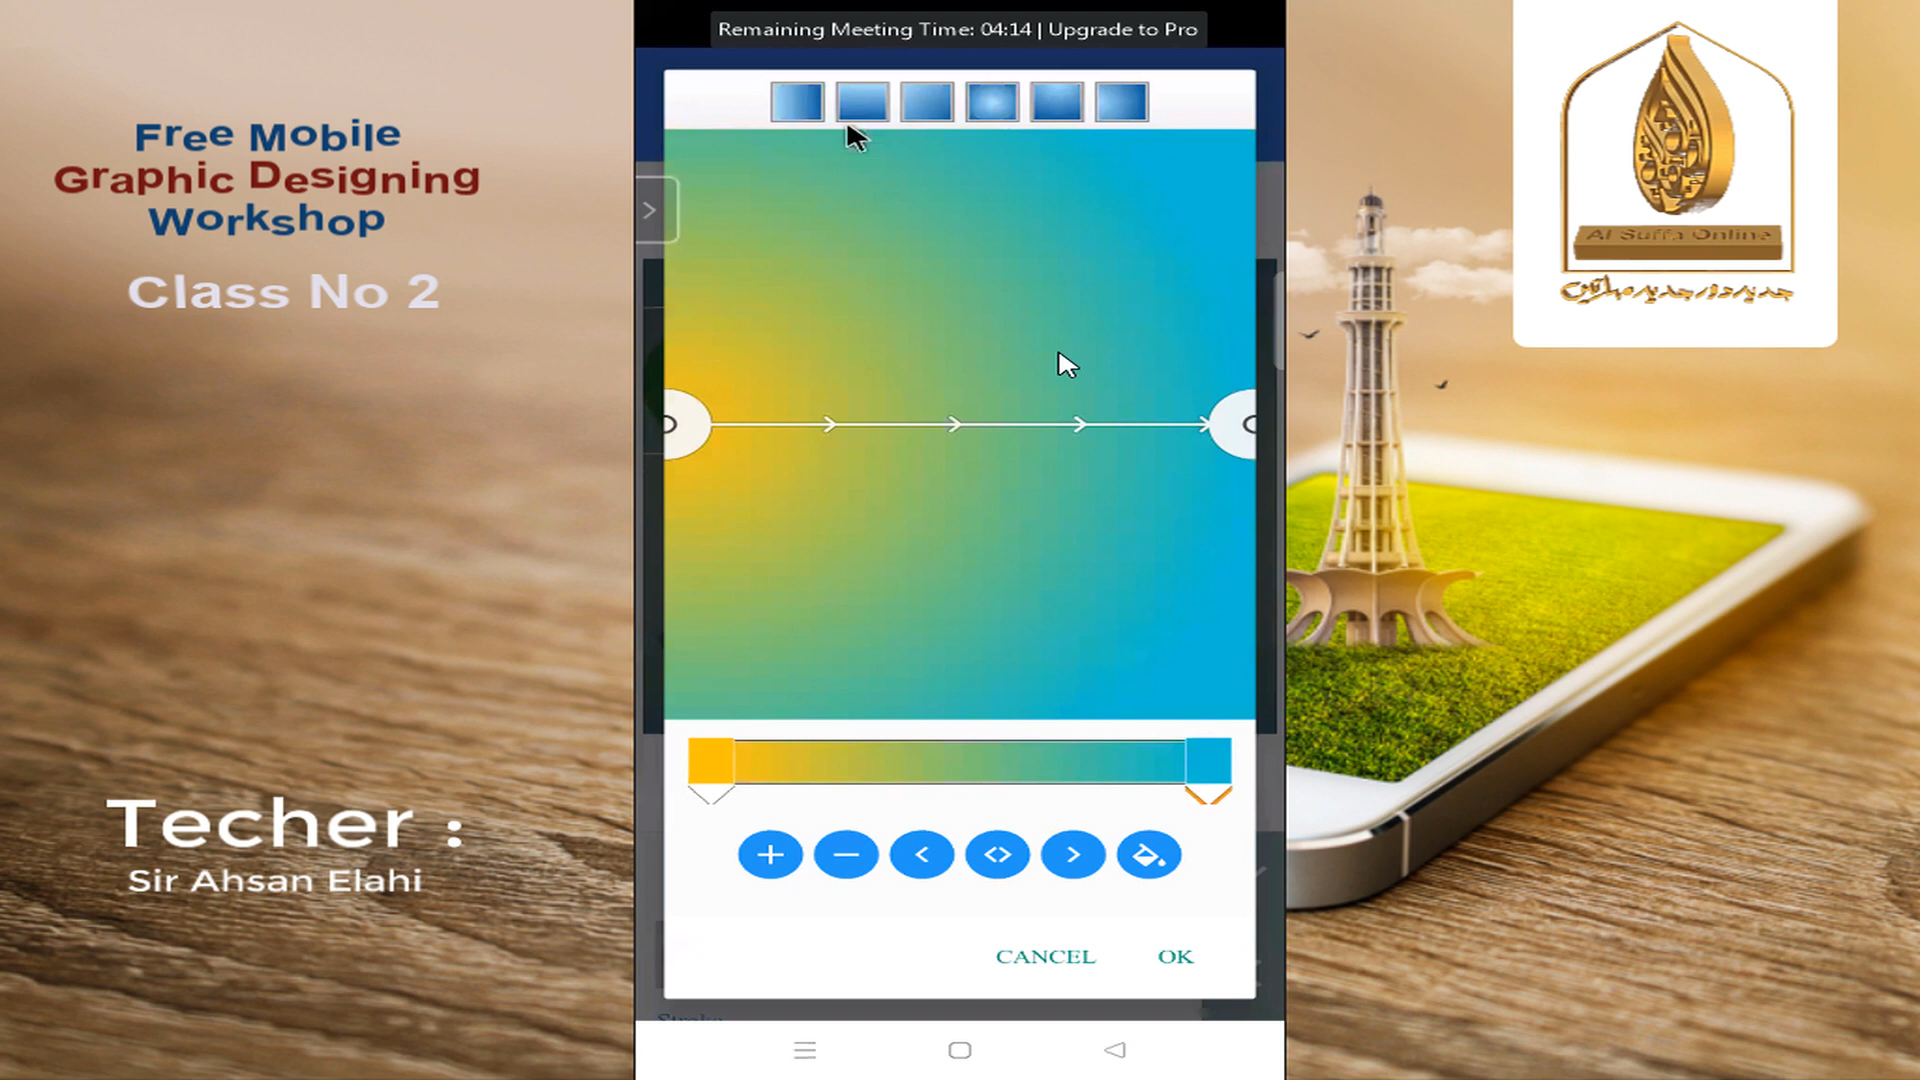 Remaining Meeting Time: 04:14 | Upgrade to Pro
Free Mobile
Graphic Designing
Workshop
Class No 2
Al Suffa Online
CANCEL
OK
Techer :
Sir Ahsan Elahi